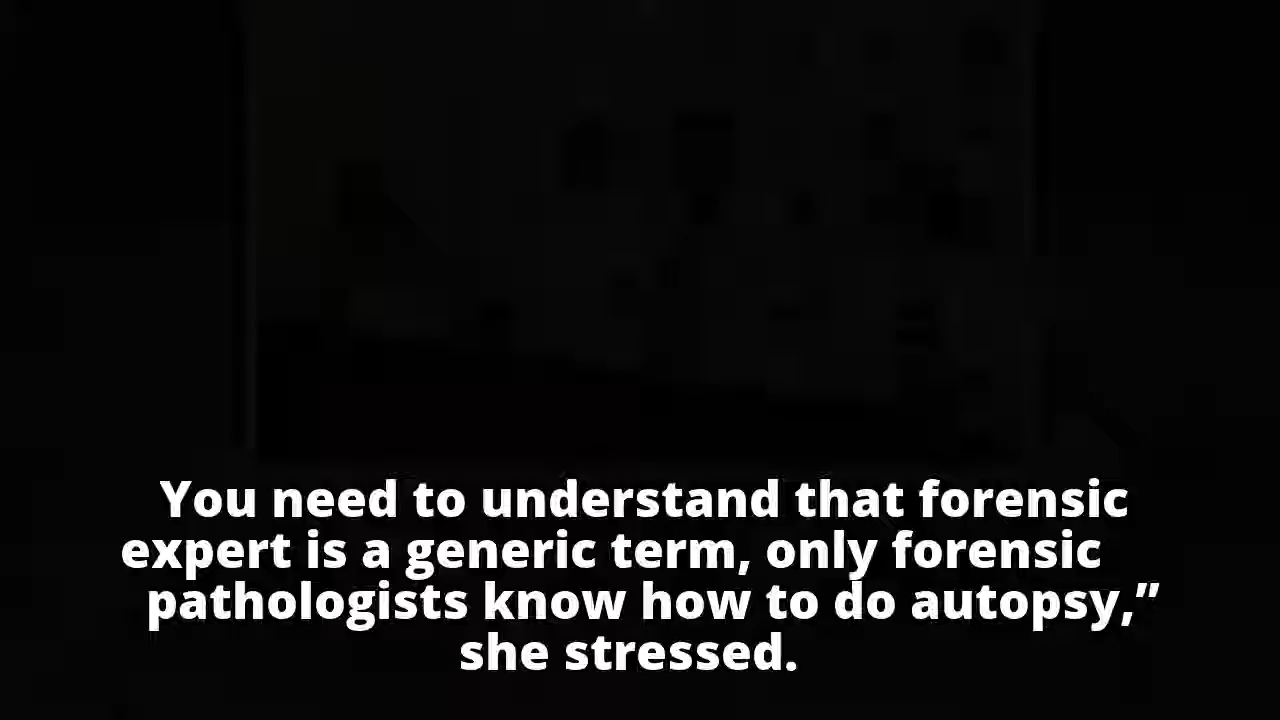 You need to understand that forensic
expert is a generic term, only forensic
pathologists know how to do autopsy,”
she stressed.